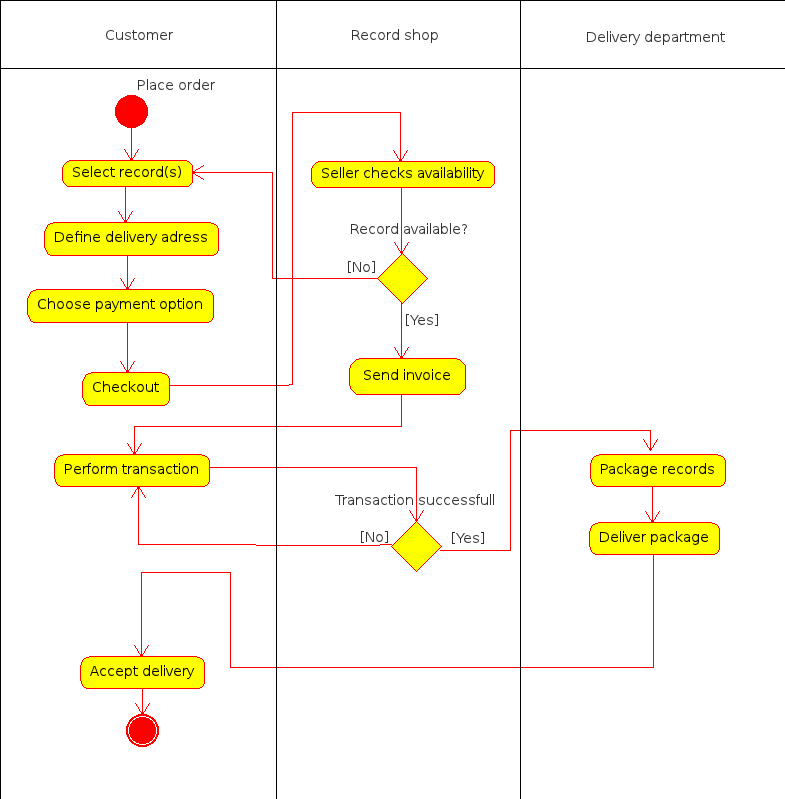 Customer
Record shop
Delivery department
Place order
Select record(s)
Seller checks availability
Record available?
Define delivery adress
[No]
Choose payment option
[Yes]
Send invoice
Checkout
Perform transaction
Package records
Transaction successfull
[No]
[Yes]
Deliver package
Accept delivery